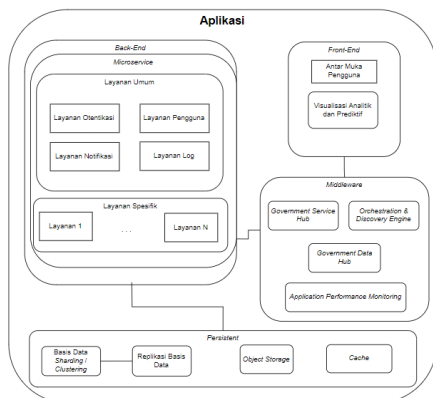 Aplikasi
Back-End
Microservice
Layanan Umum
Layanan Otentikasi
Layanan Pengguna
Layanan Notifikasi
Layanan Log
Layanan Spesifik
Layanan 1
. . .
Layanan N
Front-End
Antar Muka
Pengguna
Visualisasi Analitik
dan Prediktif
Middleware
Government Service
Hub
Orchestration &
Discovery Engine
Government Data
Hub
Application Performance Monitoring
Persistent
Basis Data
Sharding /
Clustering
Replikasi Basis
Data
Object Storage
Cache